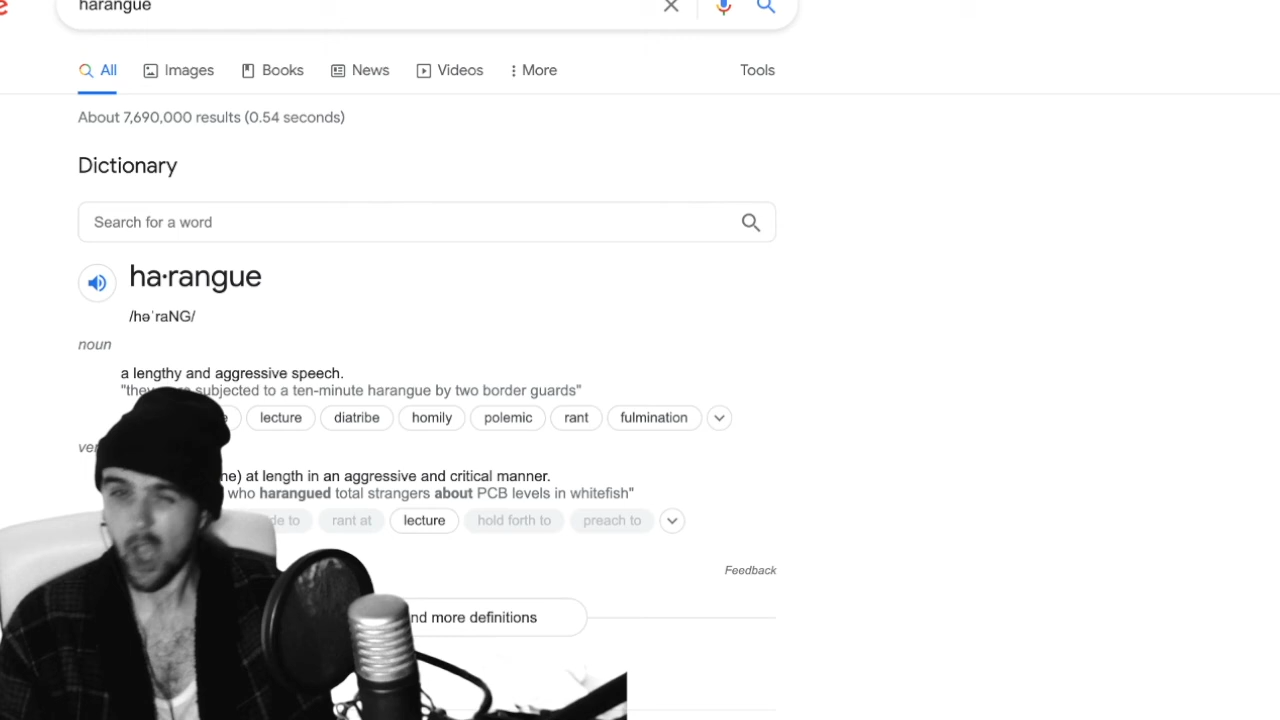 harangue
All Images Books News Videos More Tools
About 7,690,000 results (0.54 seconds)
Dictionary
Search for a word
ha·rangue
/həˈraNG/
noun
a lengthy and aggressive speech.
subjected to a ten-minute harangue by two border guards"
lecture diatribe homily polemic rant fulmination
at length in an aggressive and critical manner.
who harangued total strangers about PCB levels in whitefish"
to rant at lecture hold forth to preach to
Feedback
more definitions